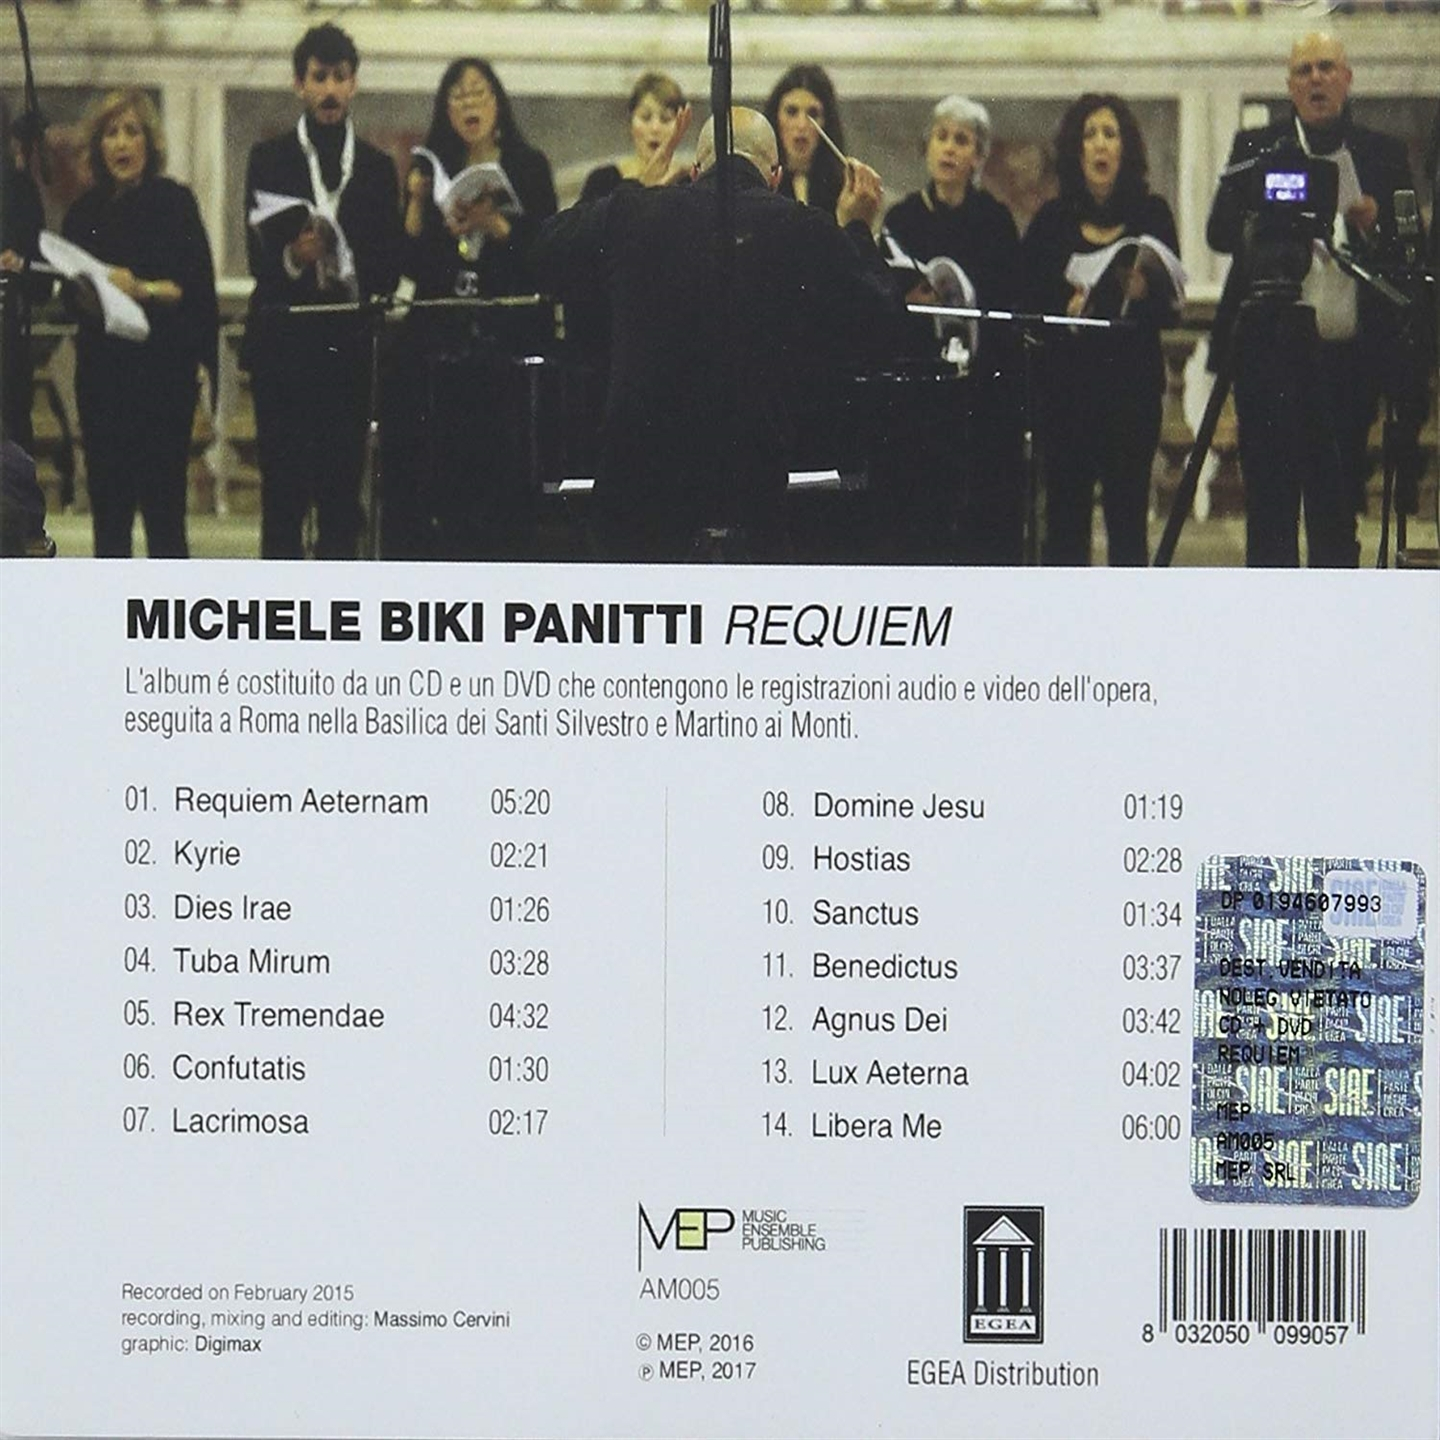 MICHELE BIKI PANITTI REQUIEM
L'album é costituito da un CD e un DVD che contengono le registrazioni audio e video dell'opera,
eseguita a Roma nella Basilica dei Santi Silvestro e Martino ai Monti.
01. Requiem Aeternam 05:20
02. Kyrie 02:21
03. Dies Irae 01:26
04. Tuba Mirum 03:28
05. Rex Tremendae 04:32
06. Confutatis 01:30
07. Lacrimosa 02:17
08. Domine Jesu 01:19
09. Hostias 02:28
10. Sanctus 01:34
11. Benedictus 03:37
12. Agnus Dei 03:42
13. Lux Aeterna 04:02
14. Libera Me 06:00
DP 0194607993
DEST.VENDITA
NOLEG.VIETATO
CD + DVD
REQUIEM
MEP
AM005
MEP SRL
SIAE
Recorded on February 2015
recording, mixing and editing: Massimo Cervini
graphic: Digimax
MEP MUSIC
ENSEMBLE
PUBLISHING
AM005
© MEP, 2016
℗ MEP, 2017
EGEA
EGEA Distribution
8 032050 099057